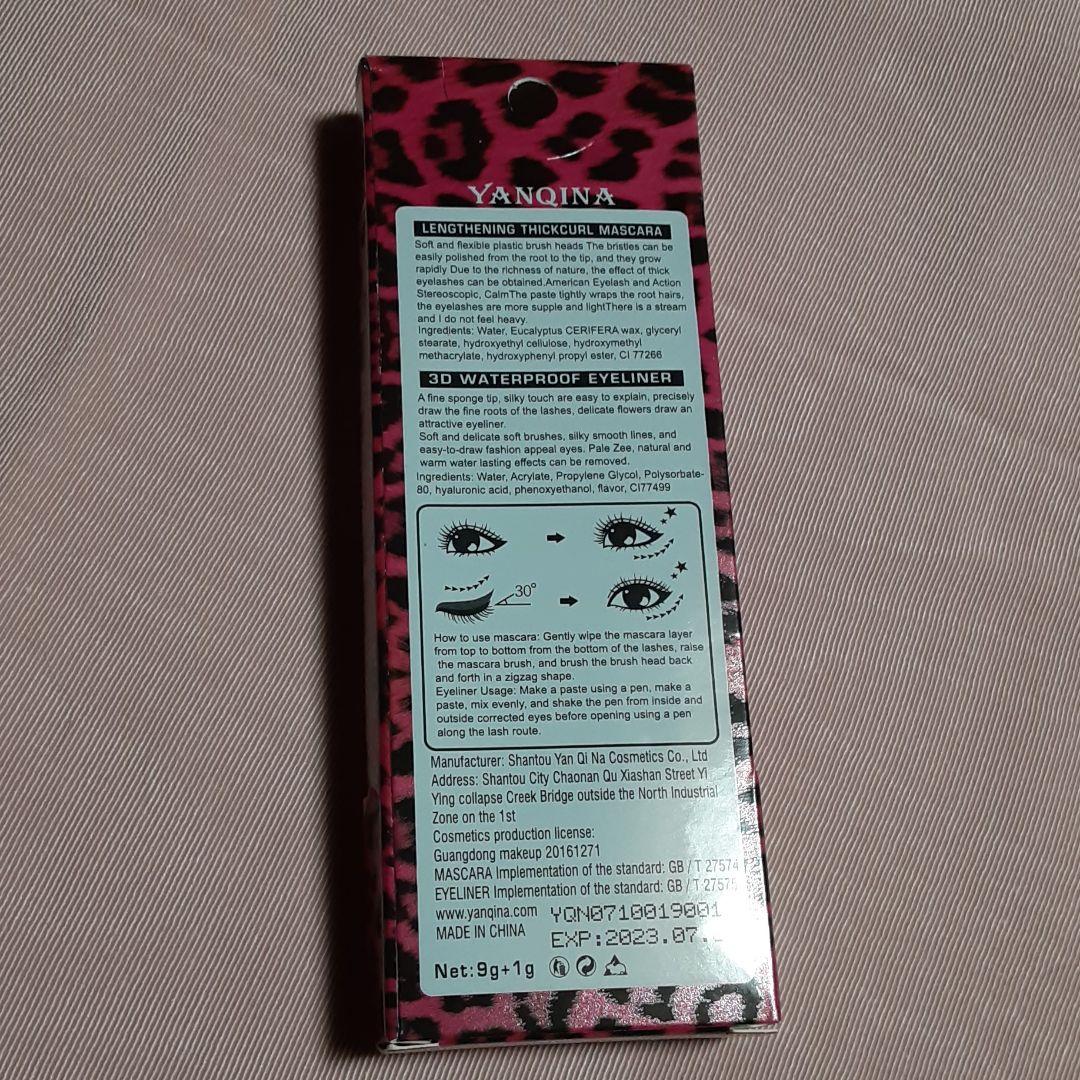 YANQINA
LENGTHENING THICKCURL MASCARA
Soft and flexible plastic brush heads The bristles can be
easily polished from the root to the tip, and they grow
rapidly Due to the richness of nature, the effect of thick
eyelashes can be obtained.American Eyelash and Action
Stereoscopic, CalmThe paste tightly wraps the root hairs,
the eyelashes are more supple and lightThere is a stream
and I do not feel heavy.
Ingredients: Water, Eucalyptus CERIFERA wax, glyceryl
stearate, hydroxyethyl cellulose, hydroxymethyl
methacrylate, hydroxyphenyl propyl ester, CI 77266
3D WATERPROOF EYELINER
A fine sponge tip, silky touch are easy to explain, precisely
draw the fine roots of the lashes, delicate flowers draw an
attractive eyeliner.
Soft and delicate soft brushes, silky smooth lines, and
easy-to-draw fashion appeal eyes. Pale Zee, natural and
warm water lasting effects can be removed.
Ingredients: Water, Acrylate, Propylene Glycol, Polysorbate-
80, hyaluronic acid, phenoxyethanol, flavor, CI77499
30°
How to use mascara: Gently wipe the mascara layer
from top to bottom from the bottom of the lashes, raise
the mascara brush, and brush the brush head back
and forth in a zigzag shape.
Eyeliner Usage: Make a paste using a pen, make a
paste, mix evenly, and shake the pen from inside and
outside corrected eyes before opening using a pen
along the lash route.
Manufacturer: Shantou Yan Qi Na Cosmetics Co., Ltd
Address: Shantou City Chaonan Qu Xiashan Street Yi
Ying collapse Creek Bridge outside the North Industrial
Zone on the 1st
Cosmetics production license:
Guangdong makeup 20161271
MASCARA Implementation of the standard: GB / T 27574
EYELINER Implementation of the standard: GB / T 27575
www.yanqina.com YQN0710019001
MADE IN CHINA EXP:2023.07.
Net:9g+1g